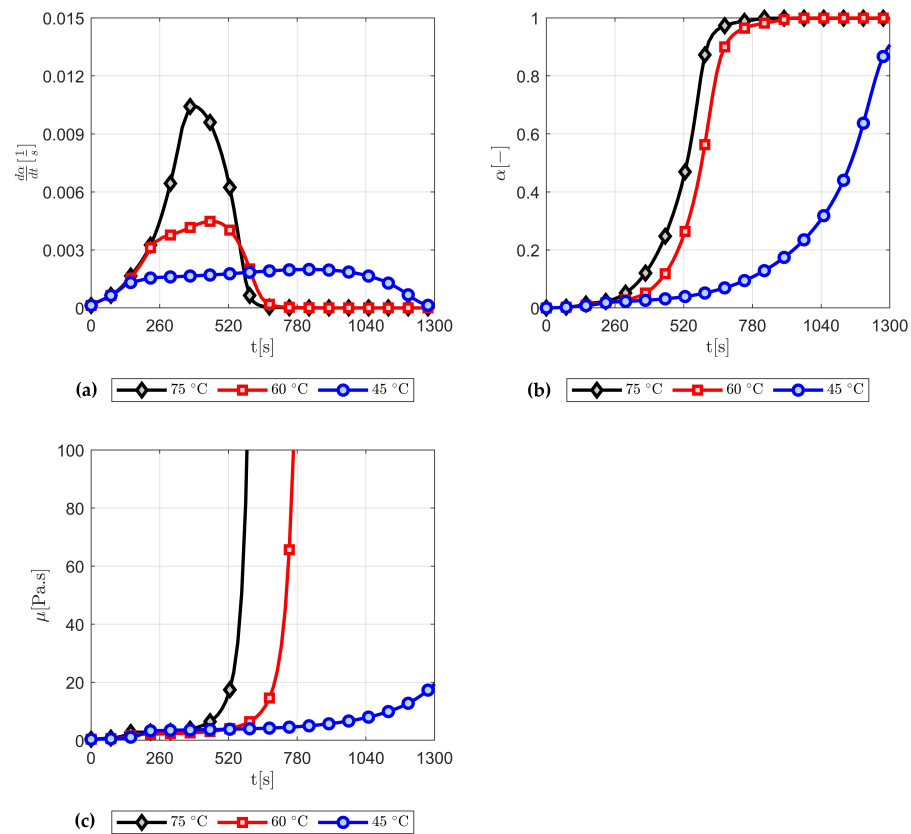 0.015
0.012
0.009
0.006
0.003
0
dα/dt [1/s]
0 260 520 780 1040 1300
t[s]
(a) 75 °C 60 °C 45 °C
1
0.8
0.6
0.4
0.2
0
α[−]
0 260 520 780 1040 1300
t[s]
(b) 75 °C 60 °C 45 °C
100
80
60
40
20
0
μ[Pa.s]
0 260 520 780 1040 1300
t[s]
(c) 75 °C 60 °C 45 °C